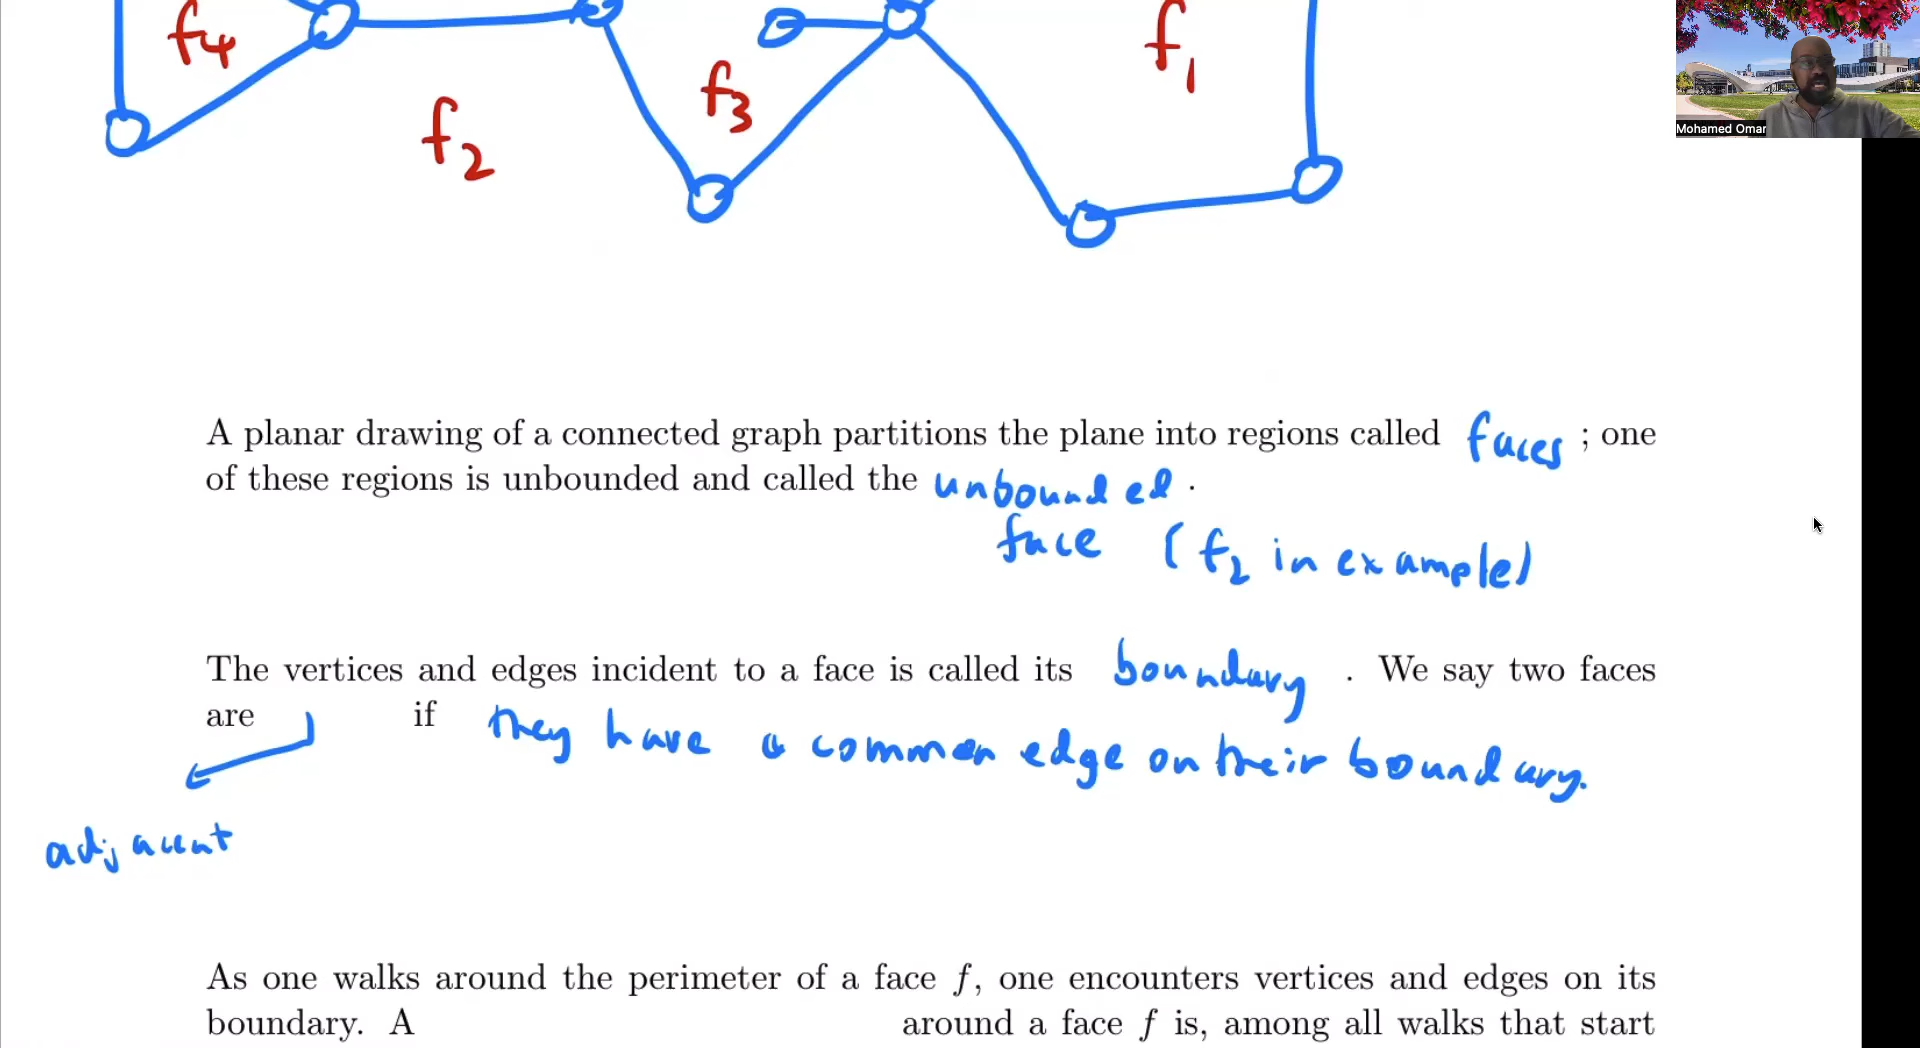 f4
f2
f3
f1
Mohamed Omar
A planar drawing of a connected graph partitions the plane into regions called faces ; one
of these regions is unbounded and called the unbounded .
face (f2 in example)
The vertices and edges incident to a face is called its boundary . We say two faces
are if they have a common edge on their boundary.
adjacent
As one walks around the perimeter of a face f, one encounters vertices and edges on its
boundary. A around a face f is, among all walks that start